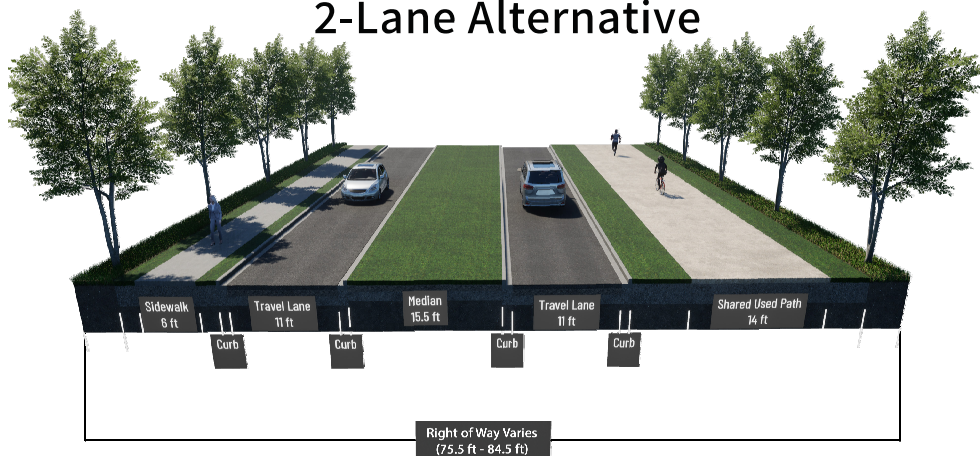 2-Lane Alternative
Sidewalk
6 ft
Travel Lane
11 ft
Median
15.5 ft
Travel Lane
11 ft
Shared Used Path
14 ft
Curb
Curb
Curb
Curb
Right of Way Varies
(75.5 ft - 84.5 ft)